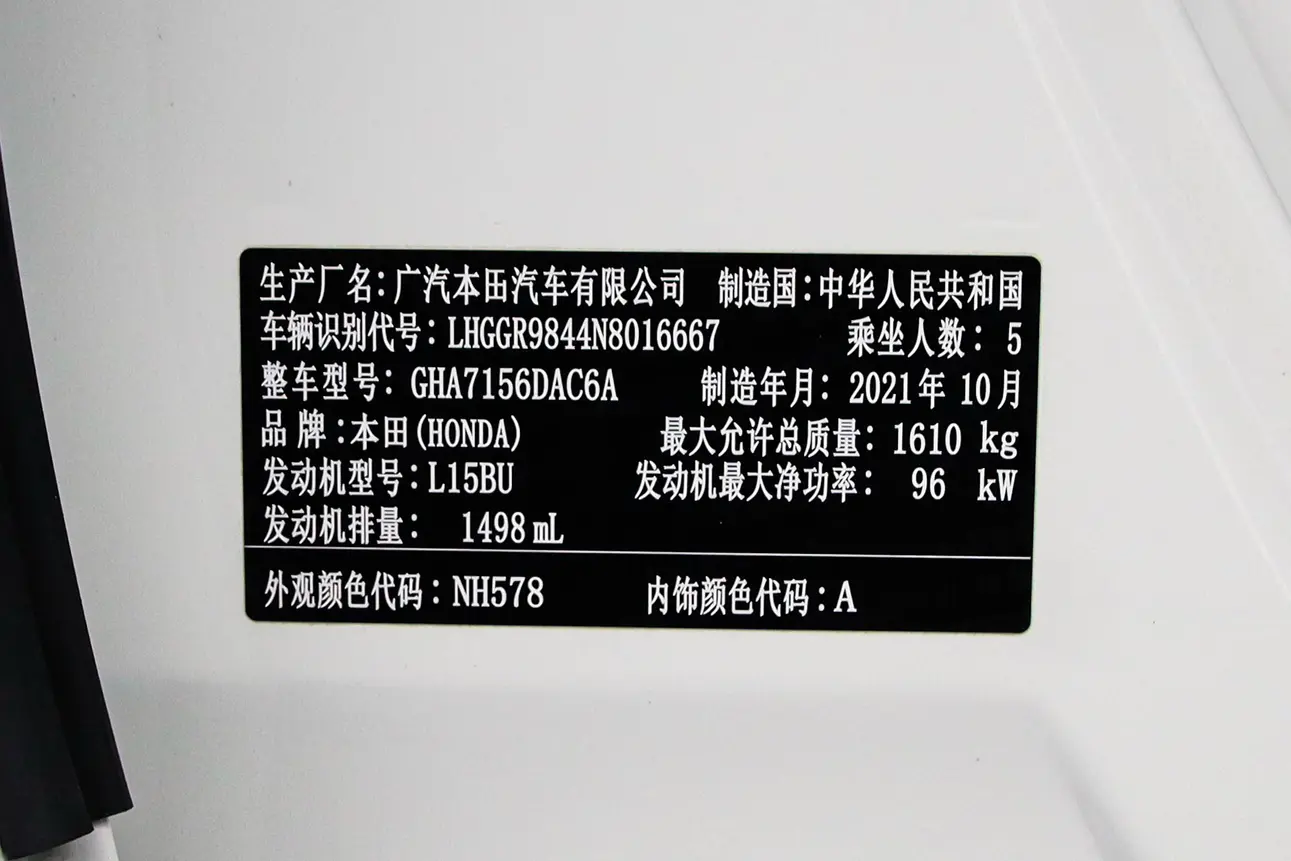 生产厂名：广汽本田汽车有限公司 制造国：中华人民共和国
车辆识别代号：LHGGR9844N8016667 乘坐人数：5
整车型号：GHA7156DAC6A 制造年月：2021年10月
品牌：本田(HONDA) 最大允许总质量：1610 kg
发动机型号：L15BU 发动机最大净功率：96 kW
发动机排量：1498 mL
外观颜色代码：NH578 内饰颜色代码：A